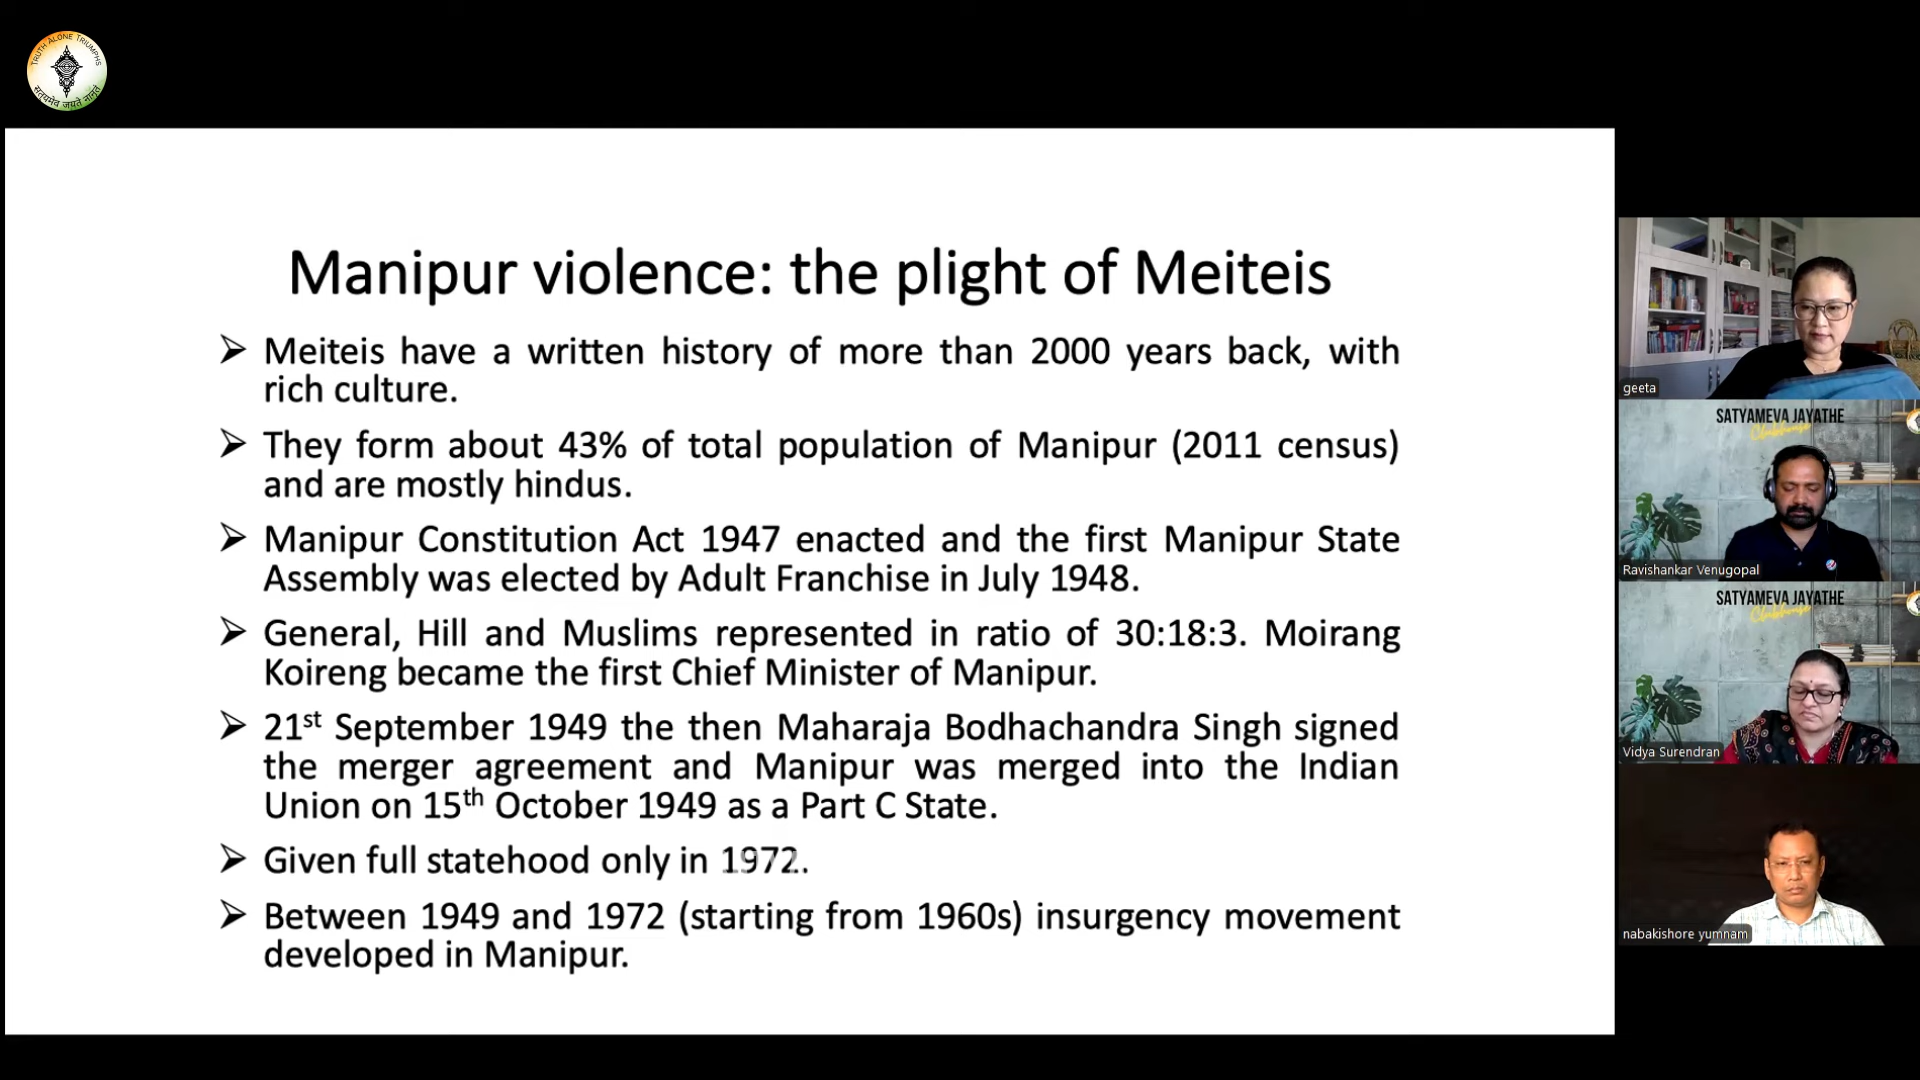 TRUTH ALONE TRIUMPHS
सत्यमेव जयते नानृतं
Manipur violence: the plight of Meiteis
Meiteis have a written history of more than 2000 years back, with
rich culture.
They form about 43% of total population of Manipur (2011 census)
and are mostly hindus.
Manipur Constitution Act 1947 enacted and the first Manipur State
Assembly was elected by Adult Franchise in July 1948.
General, Hill and Muslims represented in ratio of 30:18:3. Moirang
Koireng became the first Chief Minister of Manipur.
21st September 1949 the then Maharaja Bodhachandra Singh signed
the merger agreement and Manipur was merged into the Indian
Union on 15th October 1949 as a Part C State.
Given full statehood only in 1972.
Between 1949 and 1972 (starting from 1960s) insurgency movement
developed in Manipur.
geeta
SATYAMEVA JAYATHE
Clubhouse
Ravishankar Venugopal
SATYAMEVA JAYATHE
Clubhouse
Vidya Surendran
nabakishore yumnam